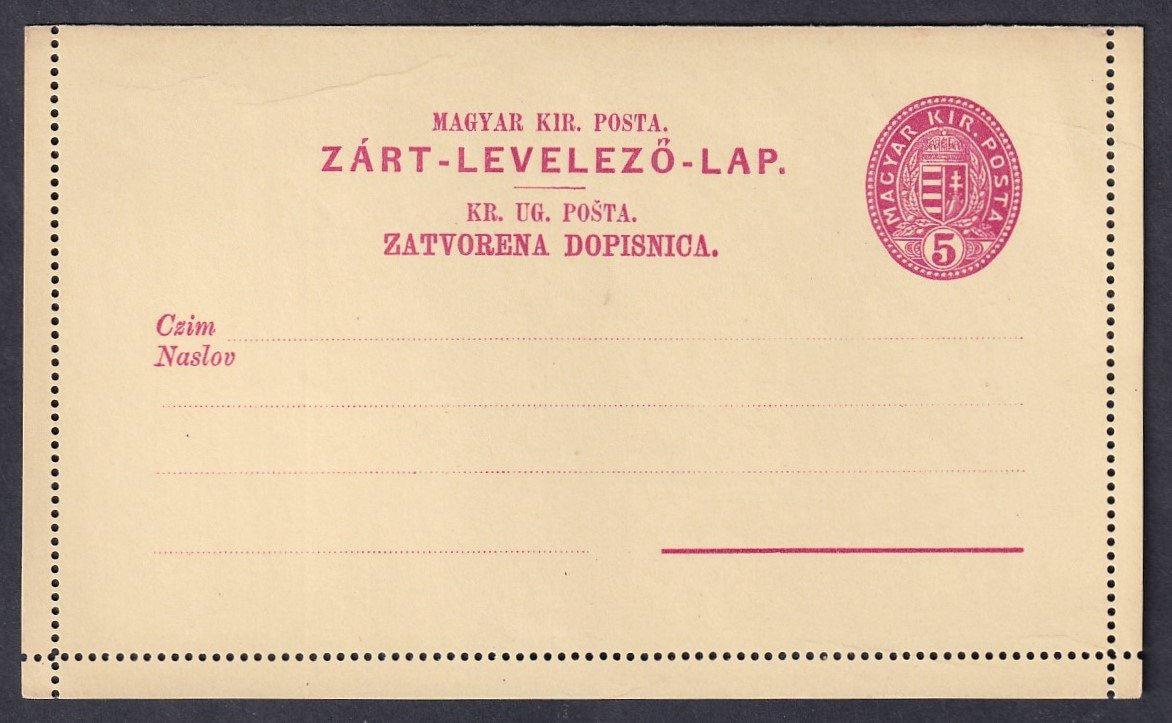 MAGYAR KIR. POSTA.
ZÁRT-LEVELEZŐ-LAP.
KR. UG. POŠTA.
ZATVORENA DOPISNICA.
MAGYAR KIR. POSTA
5
Czim
Naslov